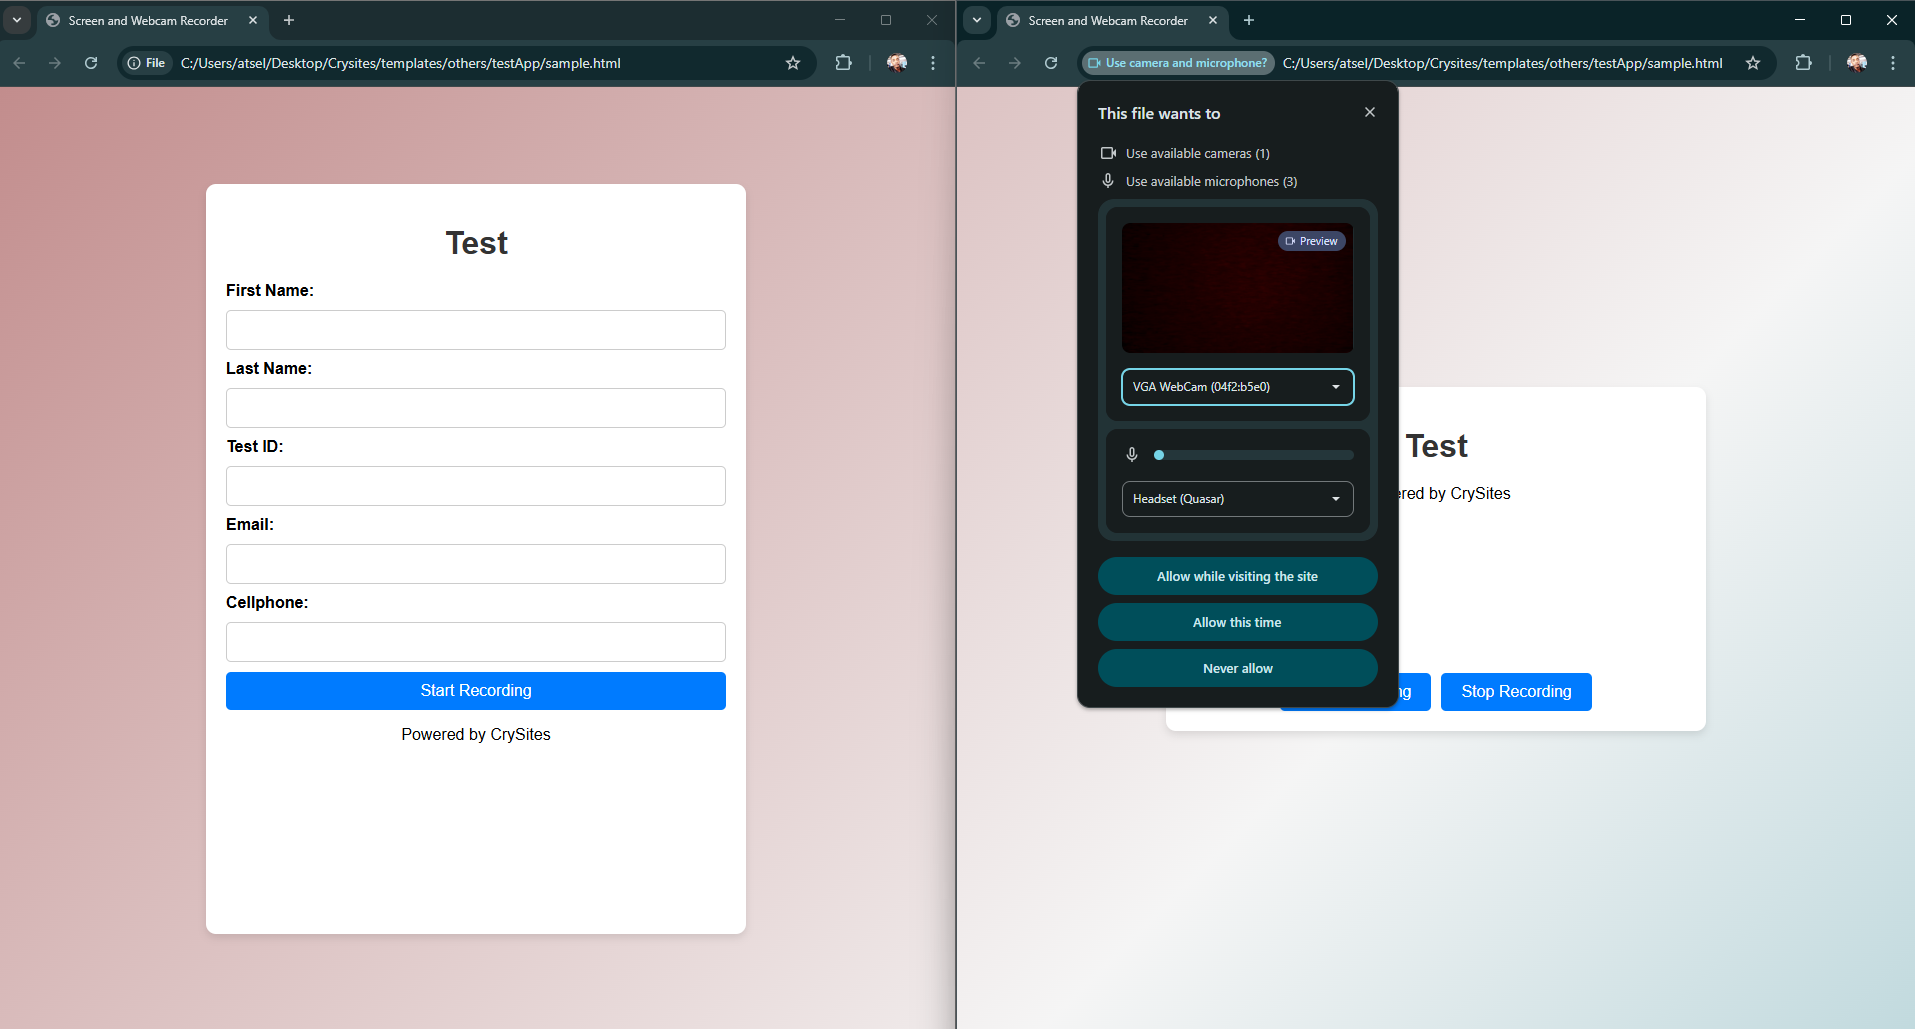 Screen and Webcam Recorder
File
C:/Users/atsel/Desktop/Crysites/templates/others/testApp/sample.html
Test
First Name:
Last Name:
Test ID:
Email:
Cellphone:
Start Recording
Powered by CrySites
Screen and Webcam Recorder
Use camera and microphone?
C:/Users/atsel/Desktop/Crysites/templates/others/testApp/sample.html
This file wants to
Use available cameras (1)
Use available microphones (3)
Preview
VGA WebCam (04f2:b5e0)
Headset (Quasar)
Allow while visiting the site
Allow this time
Never allow
Test
ered by CrySites
ng
Stop Recording